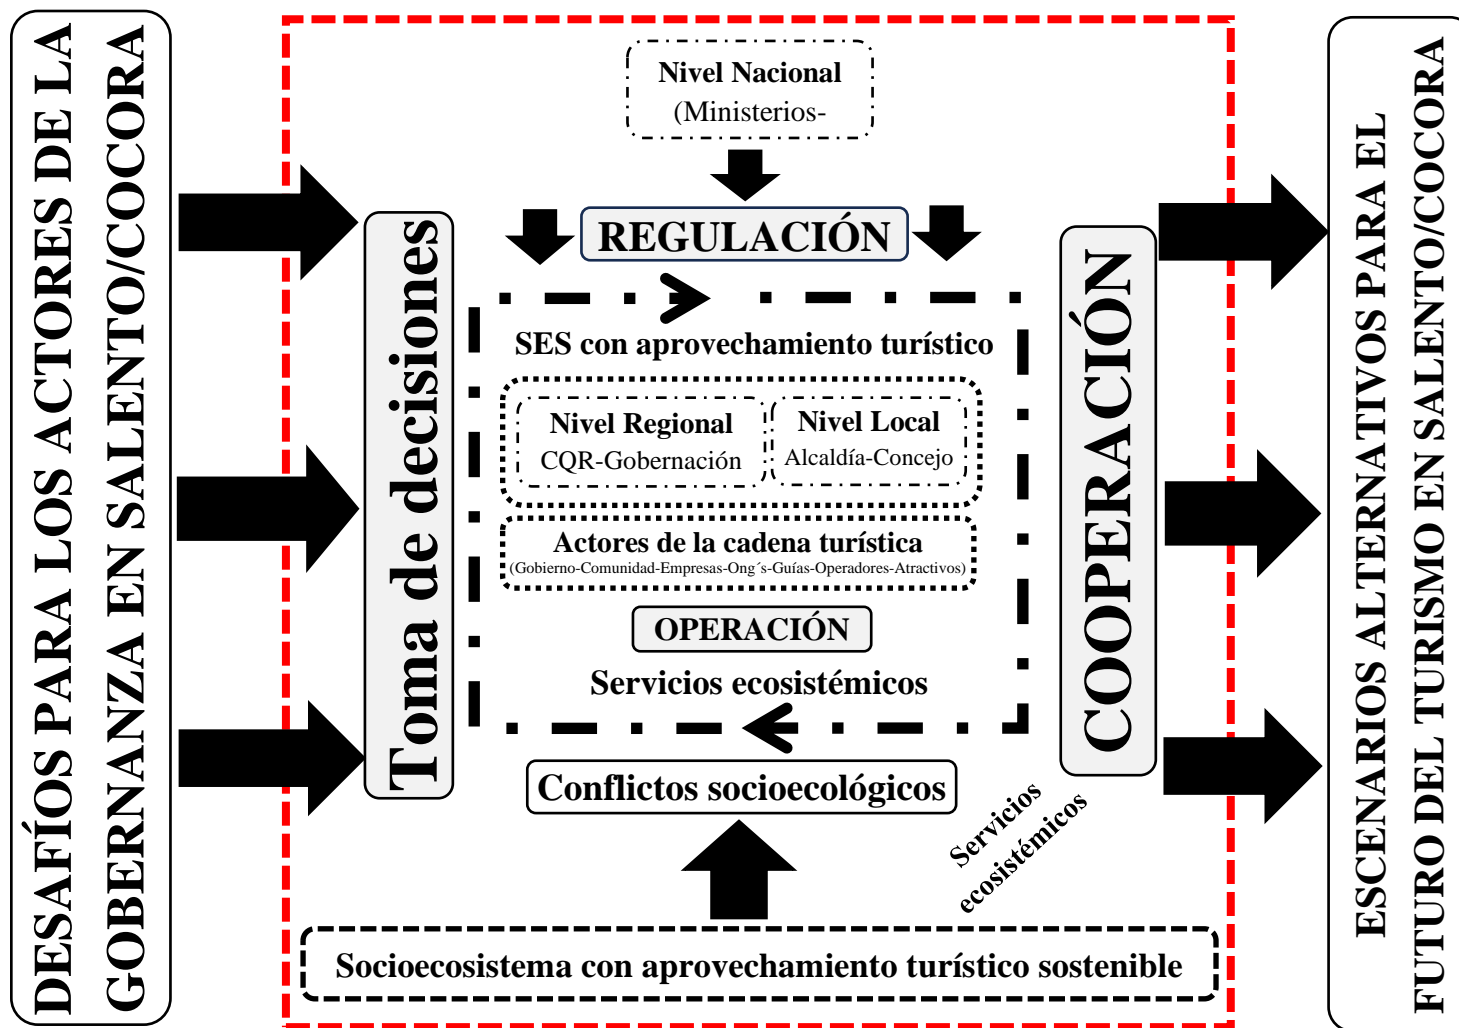 DESAFÍOS PARA LOS ACTORES DE LA
GOBERNANZA EN SALENTO/COCORA
Nivel Nacional
(Ministerios-
REGULACIÓN
Toma de decisiones
SES con aprovechamiento turístico
Nivel Regional
CQR-Gobernación
Nivel Local
Alcaldía-Concejo
Actores de la cadena turística
(Gobierno-Comunidad-Empresas-Ong´s-Guías-Operadores-Atractivos)
OPERACIÓN
Servicios ecosistémicos
Conflictos socioecológicos
COOPERACIÓN
Servicios
ecosistémicos
Socioecosistema con aprovechamiento turístico sostenible
ESCENARIOS ALTERNATIVOS PARA EL
FUTURO DEL TURISMO EN SALENTO/COCORA